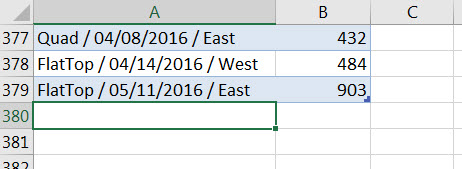 A B C
377 Quad / 04/08/2016 / East 432
378 FlatTop / 04/14/2016 / West 484
379 FlatTop / 05/11/2016 / East 903
380
381
382